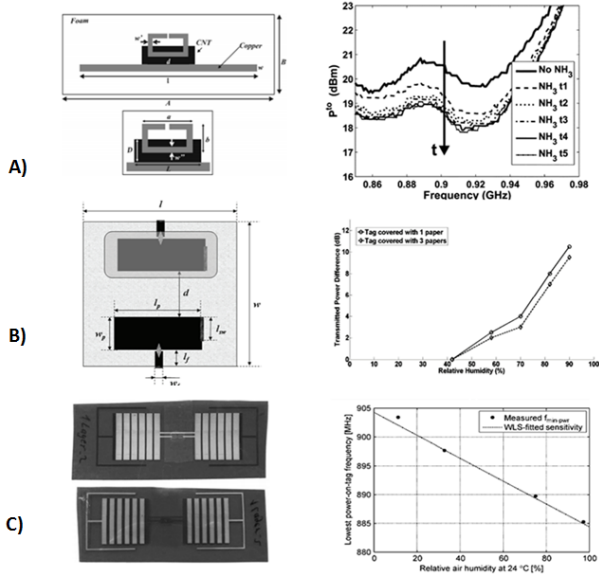 Foam
w'
CNT
Copper
d
w
l
A
B
a
b
D
w''
L
A)
P^to (dBm)
22
21
20
19
18
17
16
No NH3
NH3 t1
NH3 t2
NH3 t3
NH3 t4
NH3 t5
t
0.86 0.88 0.9 0.92 0.94 0.96 0.98
Frequency (GHz)
l
d
w
lp
wp
lsw
lf
B)
Transmitted Power Difference (dB)
12
10
8
6
4
2
0
Tag covered with 1 paper
Tag covered with 3 papers
0 10 20 30 40 50 60 70 80 90 100
Relative Humidity (%)
C)
Lowest power-on-tag frequency [MHz]
905
900
895
890
885
880
Measured fmin-pwr
WLS-fitted sensitivity
0 20 40 60 80 100
Relative air humidity at 24 °C [%]